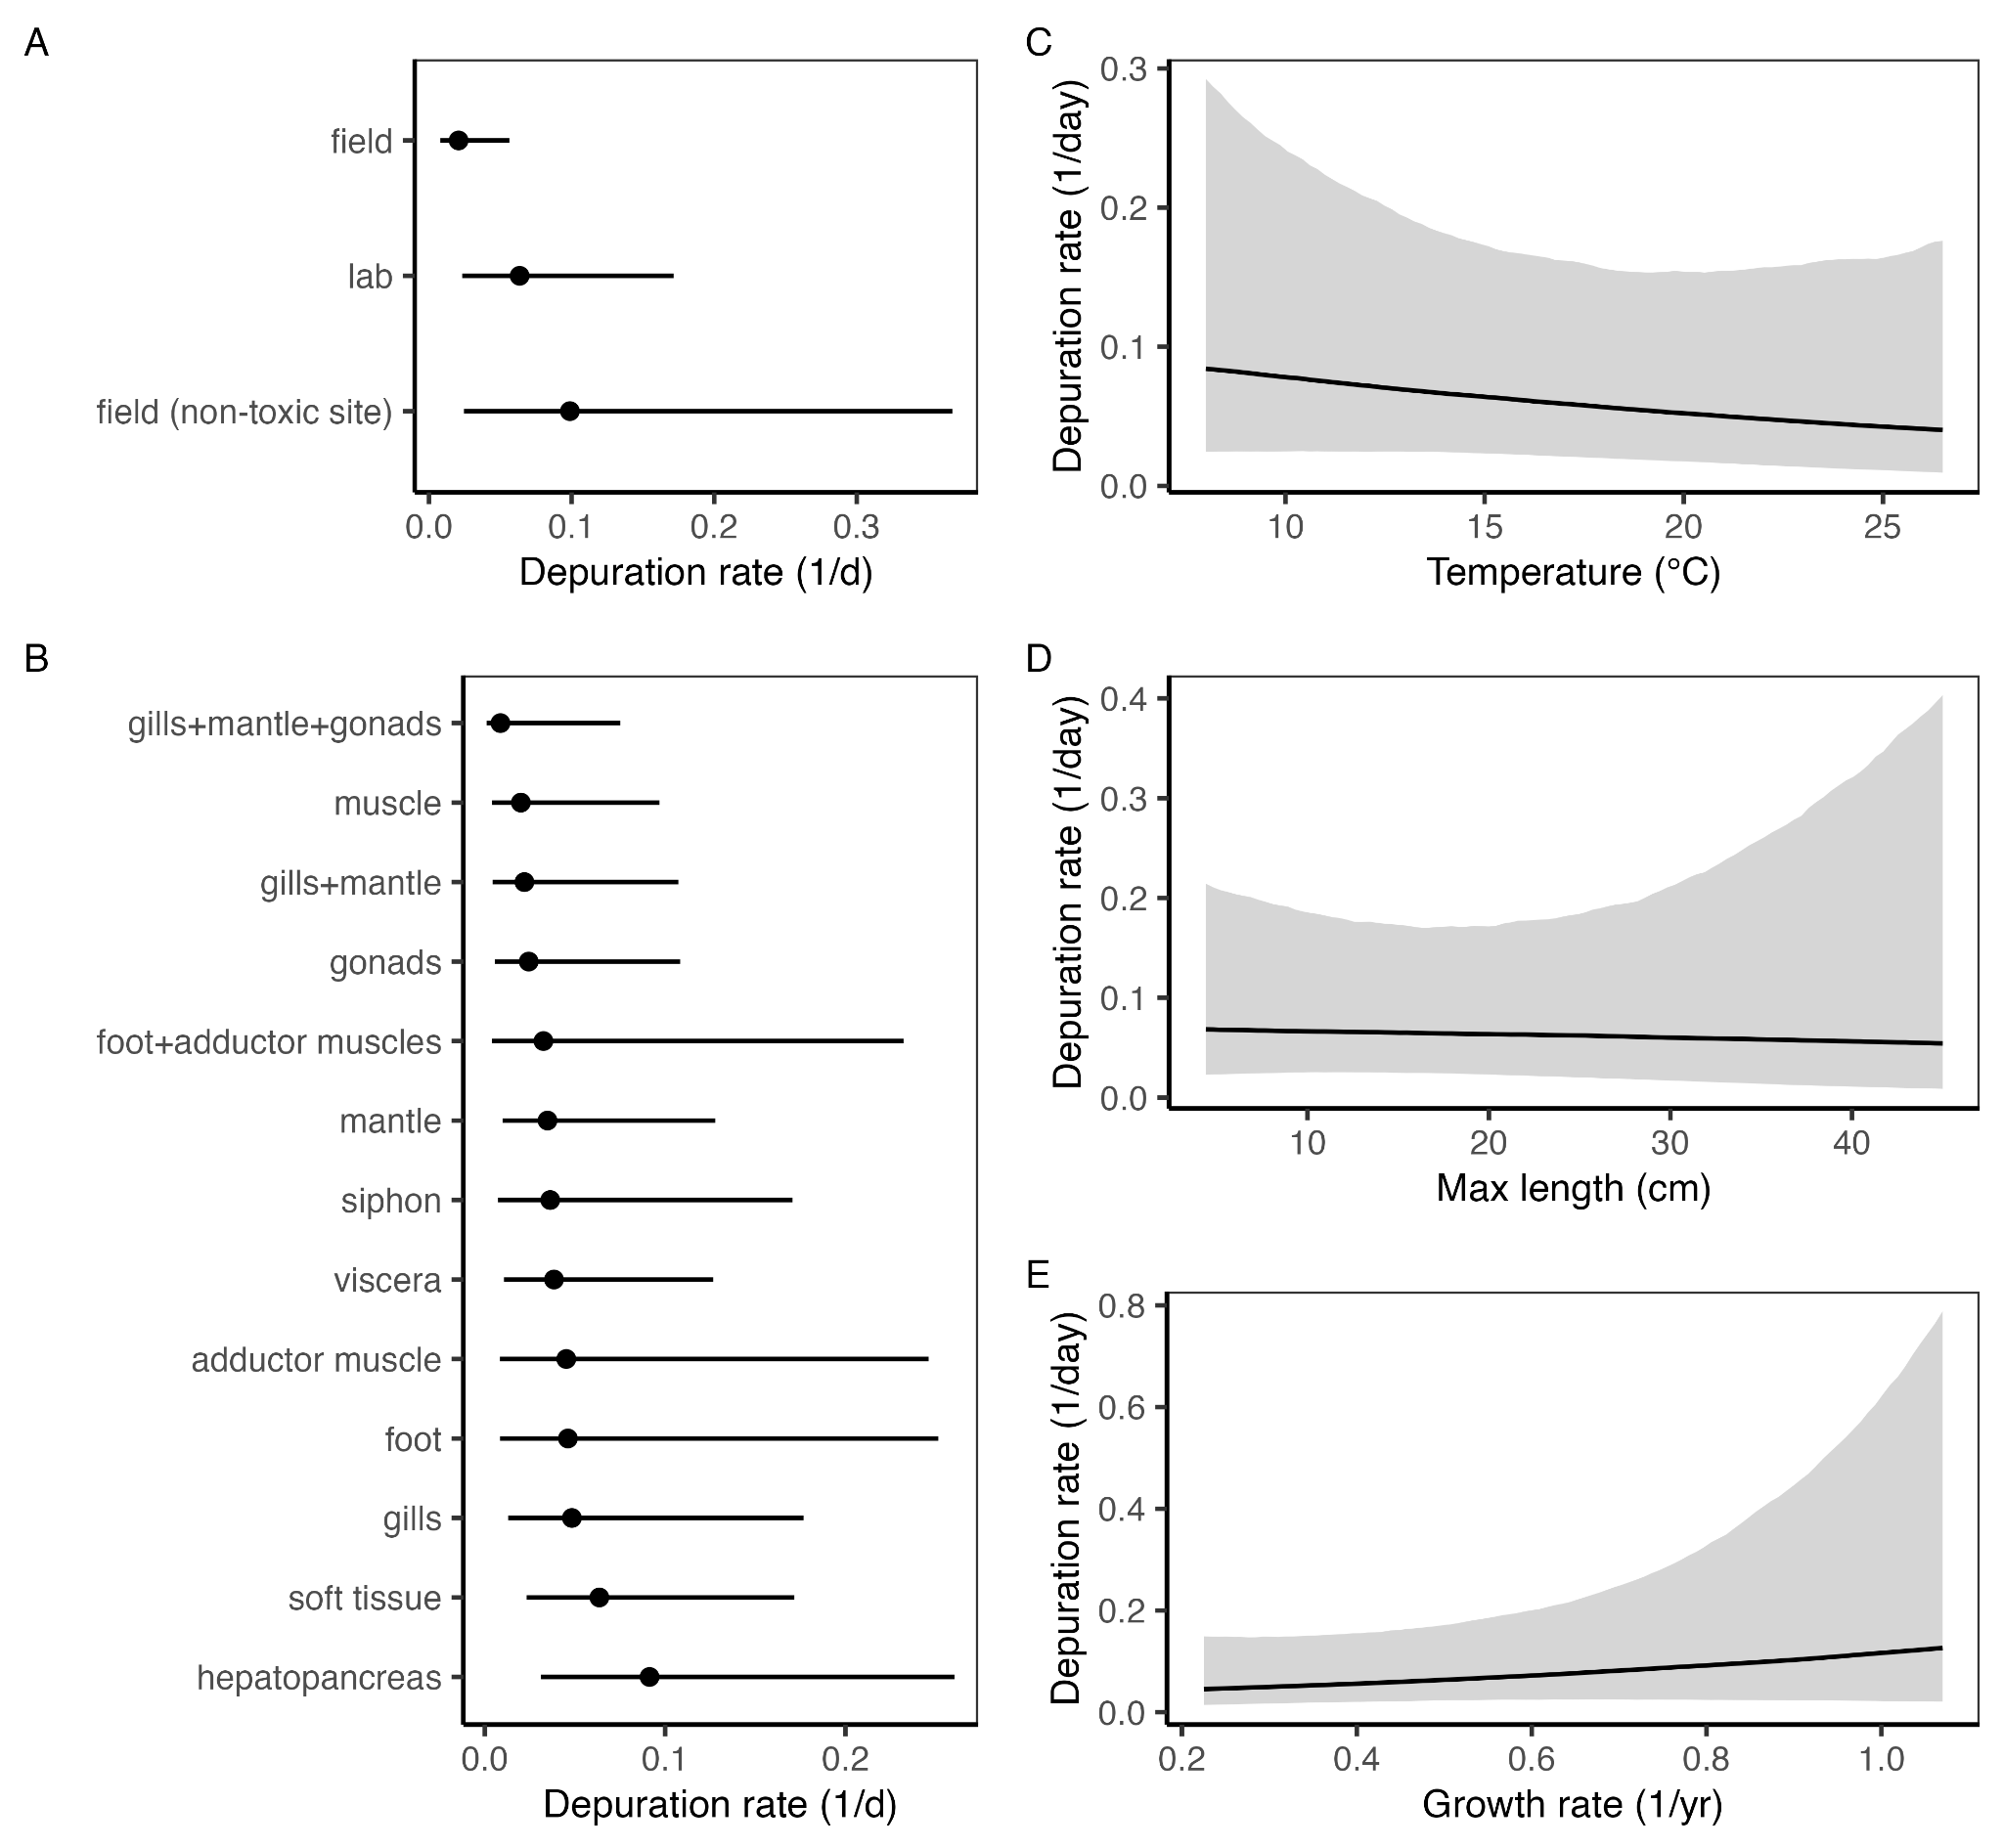 A
field
lab
field (non-toxic site)
0.0 0.1 0.2 0.3
Depuration rate (1/d)
B
gills+mantle+gonads
muscle
gills+mantle
gonads
foot+adductor muscles
mantle
siphon
viscera
adductor muscle
foot
gills
soft tissue
hepatopancreas
0.0 0.1 0.2
Depuration rate (1/d)
C
Depuration rate (1/day)
0.3
0.2
0.1
0.0
10 15 20 25
Temperature (°C)
D
Depuration rate (1/day)
0.4
0.3
0.2
0.1
0.0
10 20 30 40
Max length (cm)
E
Depuration rate (1/day)
0.8
0.6
0.4
0.2
0.0
0.2 0.4 0.6 0.8 1.0
Growth rate (1/yr)